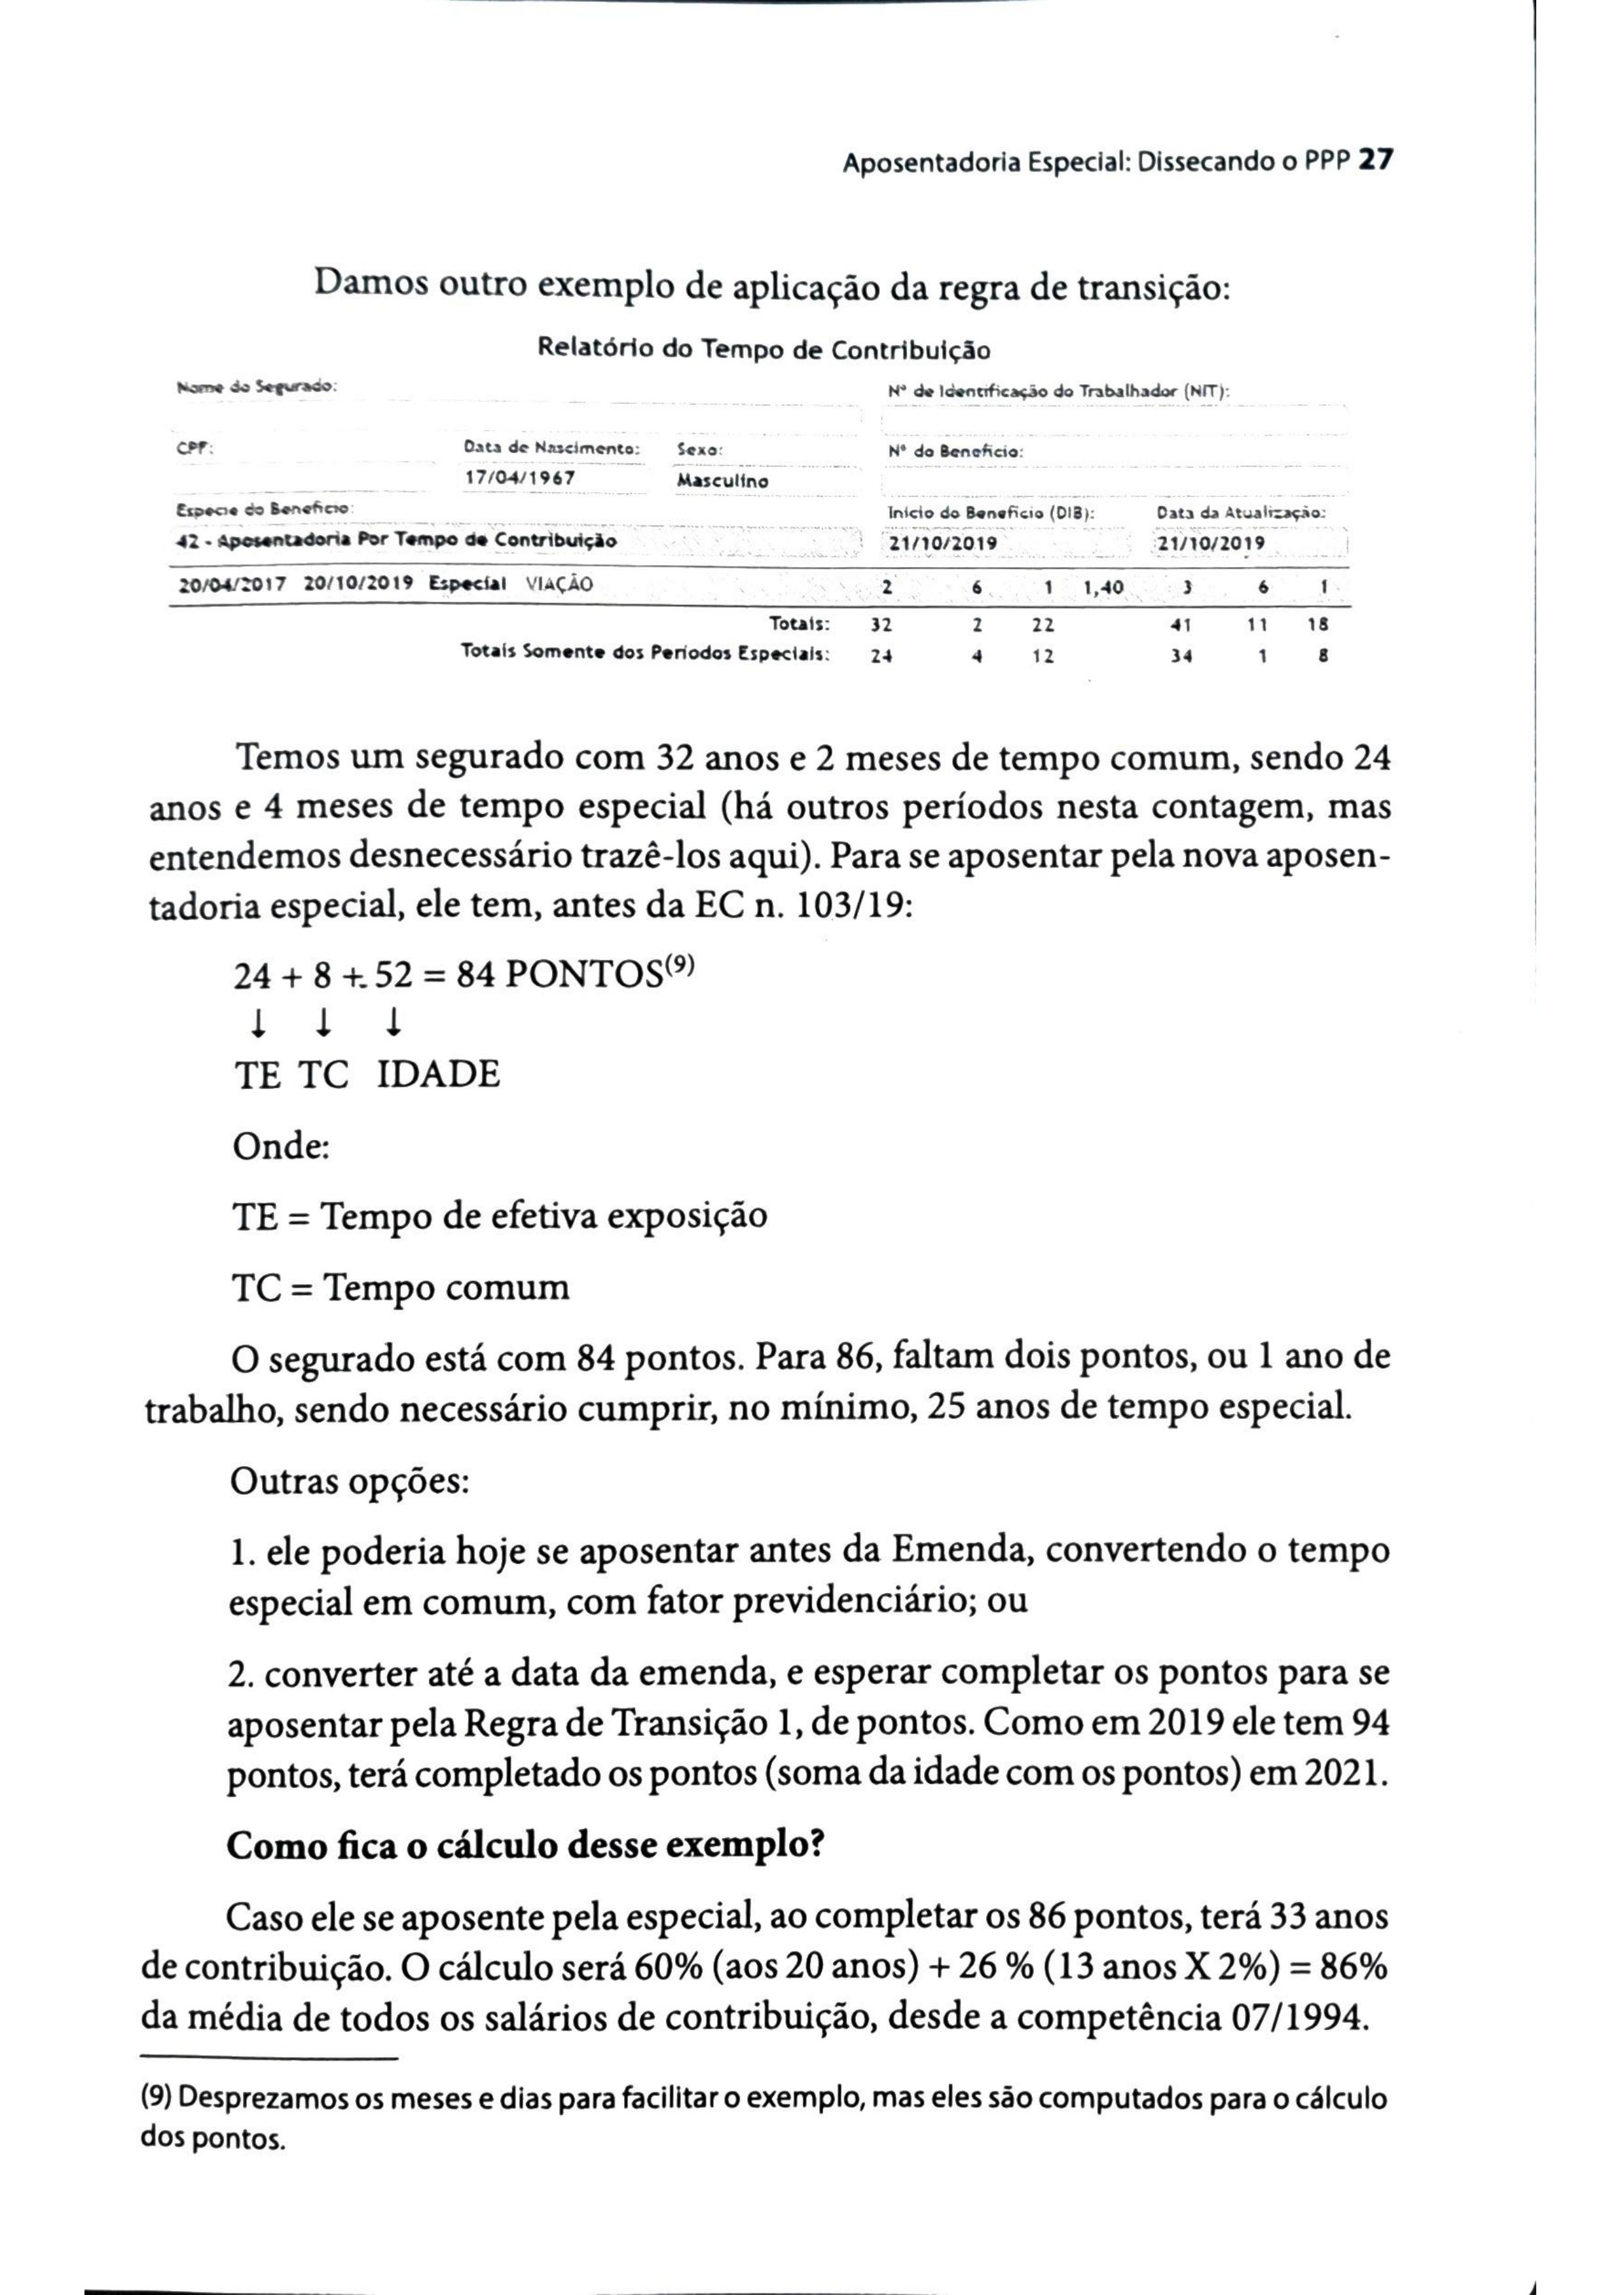 Aposentadoria Especial: Dissecando o PPP 27
Damos outro exemplo de aplicação da regra de transição:
Relatório do Tempo de Contribuição
Nome do Segurado: Nº de Identificação do Trabalhador (NIT):
CPF: Data de Nascimento: Sexo: Nº do Benefício:
17/04/1967 Masculino
Especie do Benefício: Início do Benefício (DIB): Data da Atualização:
42 - Aposentadoria Por Tempo de Contribuição 21/10/2019 21/10/2019
20/04/2017 20/10/2019 Especial VIAÇÃO 2 6 1 1,40 3 6 1
Totais: 32 2 22 41 11 18
Totais Somente dos Períodos Especiais: 24 4 12 34 1 8
Temos um segurado com 32 anos e 2 meses de tempo comum, sendo 24
anos e 4 meses de tempo especial (há outros períodos nesta contagem, mas
entendemos desnecessário trazê-los aqui). Para se aposentar pela nova aposen-
tadoria especial, ele tem, antes da EC n. 103/19:
24 + 8 + 52 = 84 PONTOS(9)
↓ ↓ ↓
TE TC IDADE
Onde:
TE = Tempo de efetiva exposição
TC = Tempo comum
O segurado está com 84 pontos. Para 86, faltam dois pontos, ou 1 ano de
trabalho, sendo necessário cumprir, no mínimo, 25 anos de tempo especial.
Outras opções:
1. ele poderia hoje se aposentar antes da Emenda, convertendo o tempo
especial em comum, com fator previdenciário; ou
2. converter até a data da emenda, e esperar completar os pontos para se
aposentar pela Regra de Transição 1, de pontos. Como em 2019 ele tem 94
pontos, terá completado os pontos (soma da idade com os pontos) em 2021.
Como fica o cálculo desse exemplo?
Caso ele se aposente pela especial, ao completar os 86 pontos, terá 33 anos
de contribuição. O cálculo será 60% (aos 20 anos) + 26 % (13 anos X 2%) = 86%
da média de todos os salários de contribuição, desde a competência 07/1994.
(9) Desprezamos os meses e dias para facilitar o exemplo, mas eles são computados para o cálculo
dos pontos.